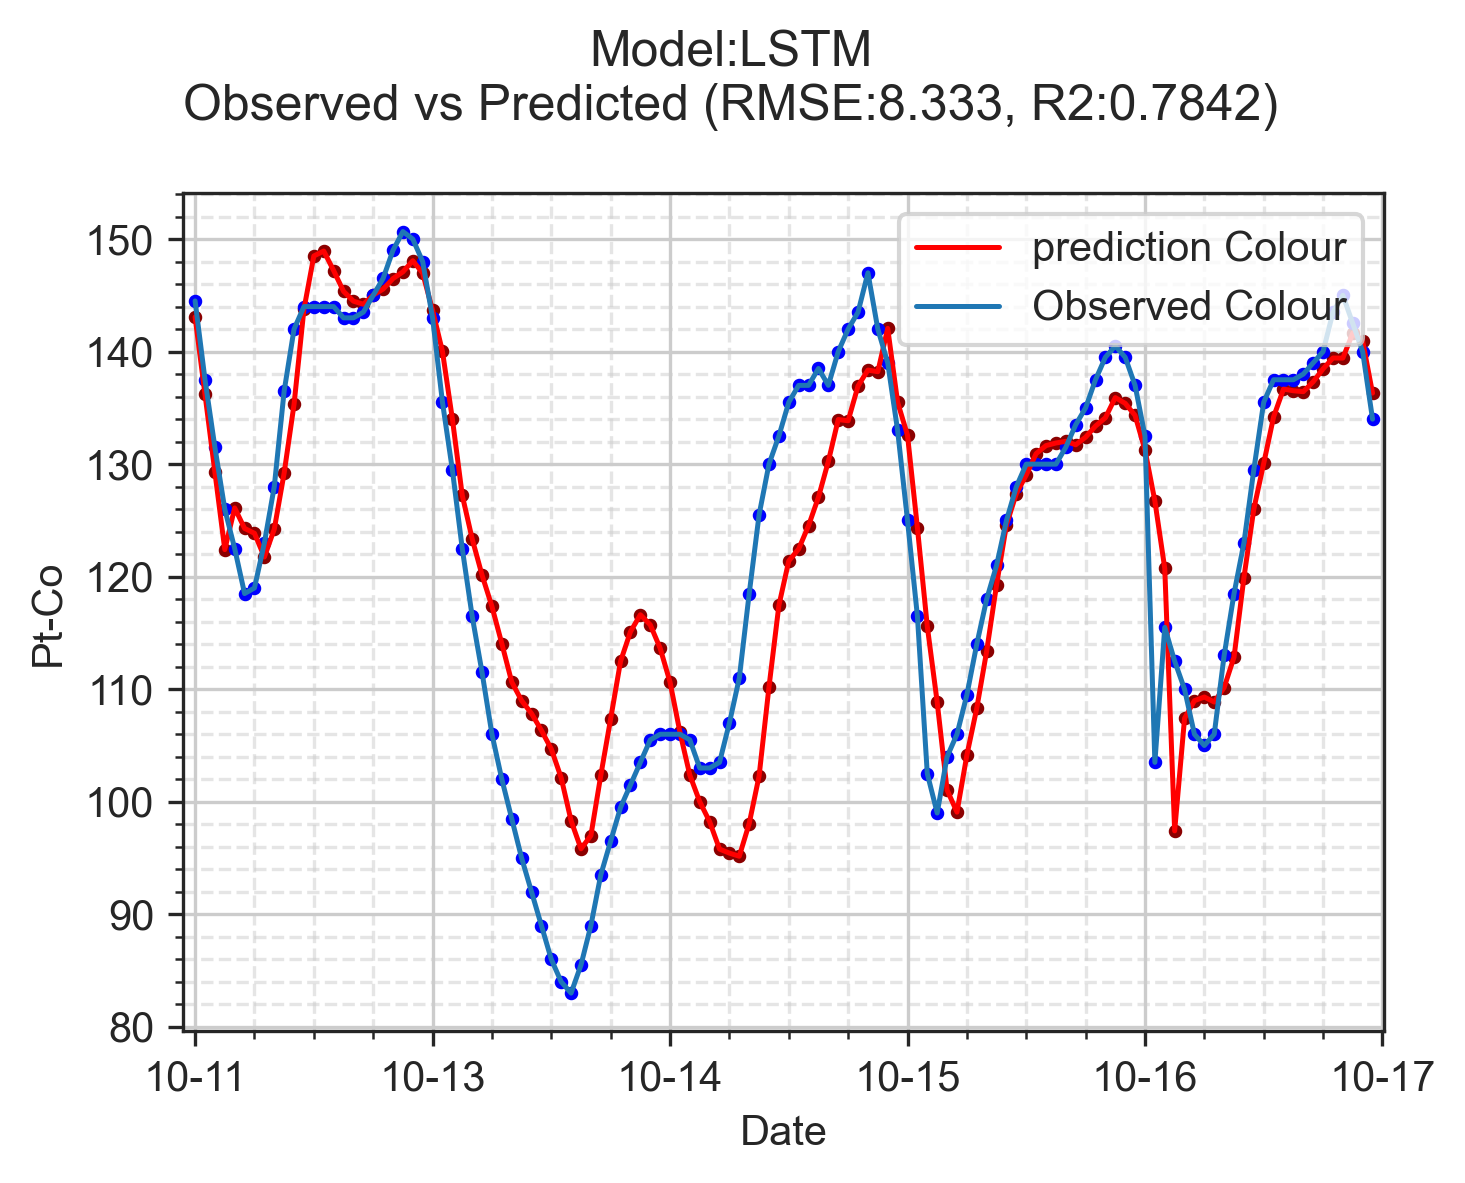 Model:LSTM
Observed vs Predicted (RMSE:8.333, R2:0.7842)
prediction Colour
Observed Colour
150
140
130
120
110
100
90
80
Pt-Co
10-11
10-13
10-14
10-15
10-16
10-17
Date